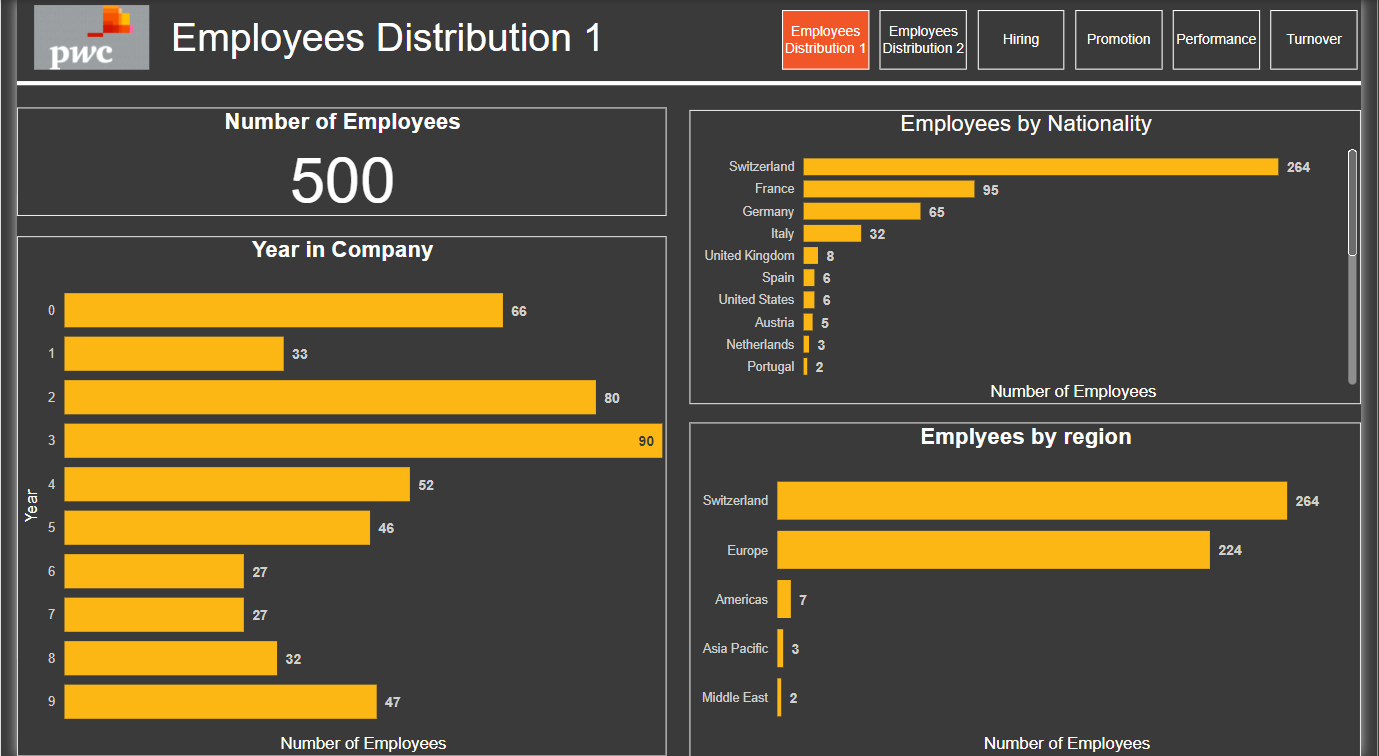 pwc
Employees Distribution 1
Employees
Distribution 1
Employees
Distribution 2
Hiring
Promotion
Performance
Turnover
Number of Employees
500
Year in Company
Year
0 66
1 33
2 80
3 90
4 52
5 46
6 27
7 27
8 32
9 47
Number of Employees
Employees by Nationality
Switzerland 264
France 95
Germany 65
Italy 32
United Kingdom 8
Spain 6
United States 6
Austria 5
Netherlands 3
Portugal 2
Number of Employees
Emplyees by region
Switzerland 264
Europe 224
Americas 7
Asia Pacific 3
Middle East 2
Number of Employees